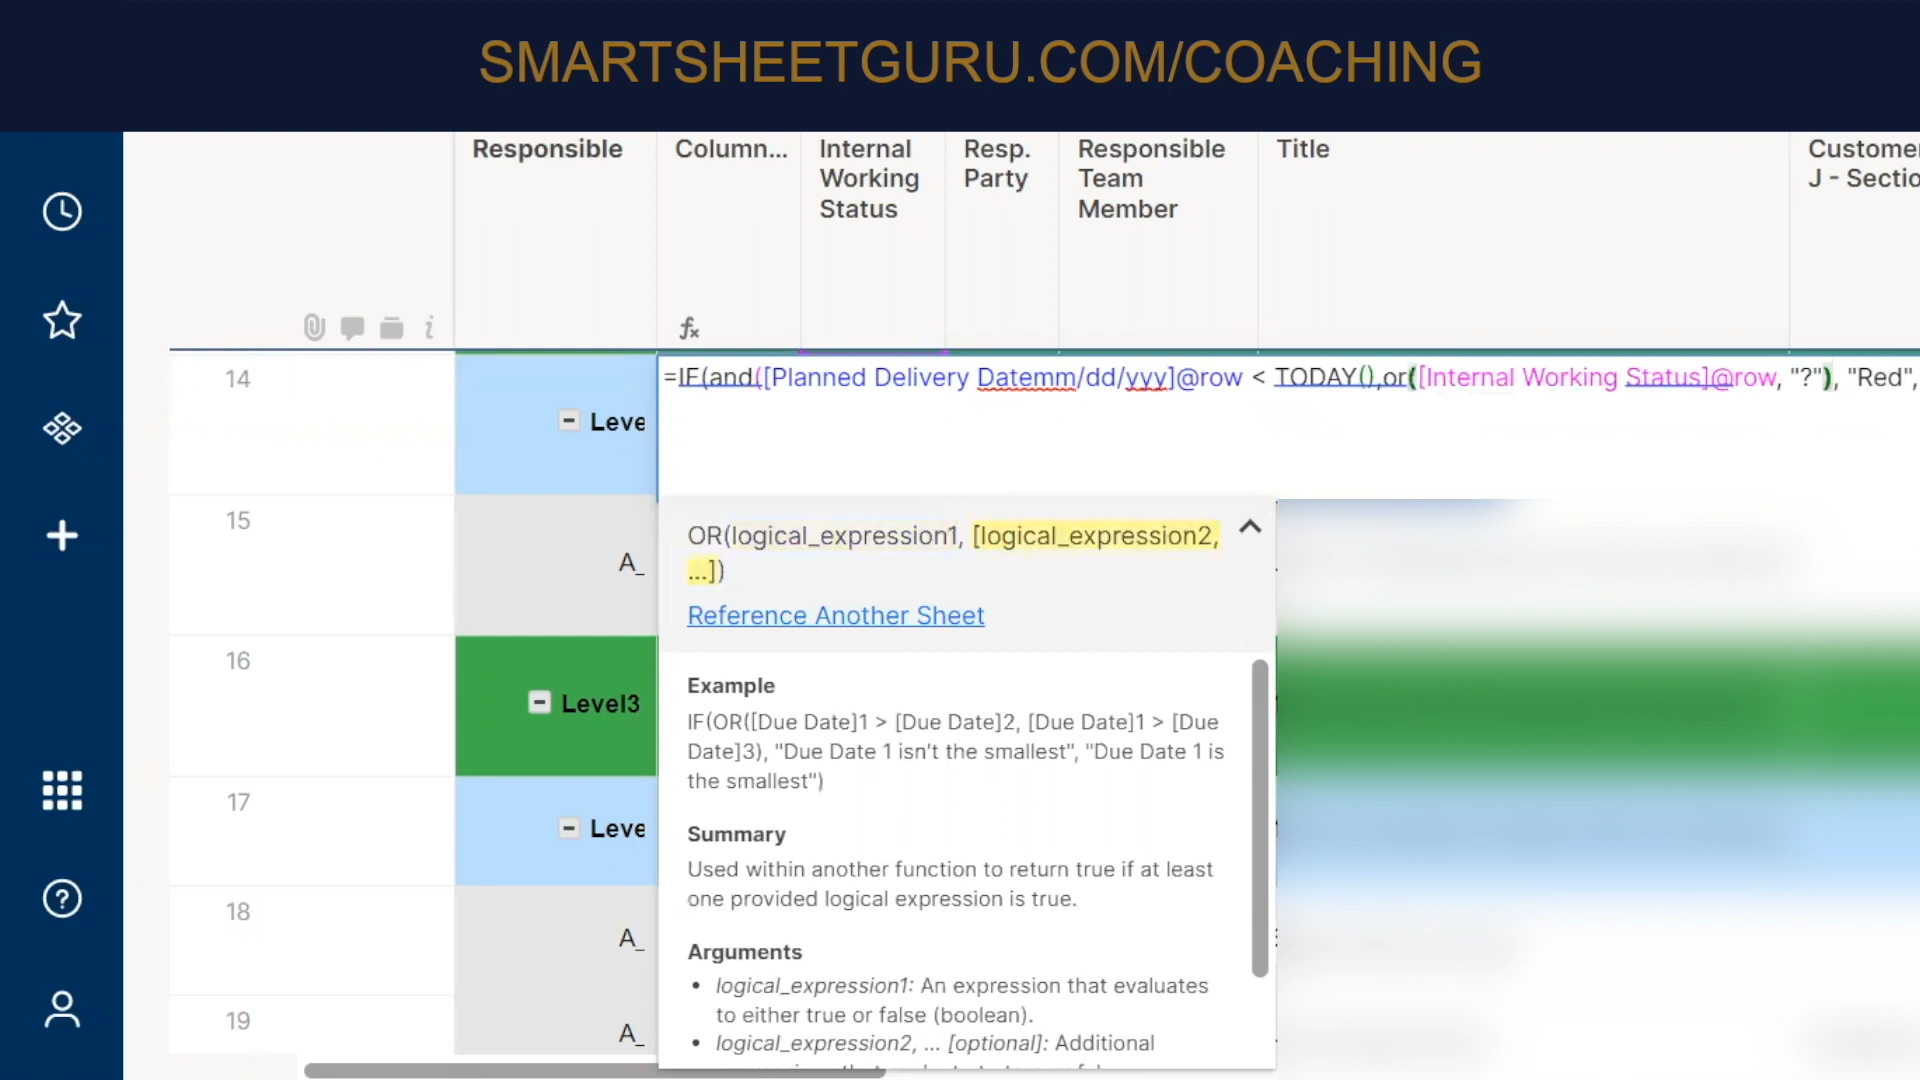 SMARTSHEETGURU.COM/COACHING
Responsible
Column...
Internal
Working
Status
Resp.
Party
Responsible
Team
Member
Title
Custome
J - Sectio
fx
14
Leve
=IF(and([Planned Delivery Datemm/dd/yyy]@row < TODAY(),or([Internal Working Status]@row, "?"), "Red",
15
A_
OR(logical_expression1, [logical_expression2,
...])
Reference Another Sheet
16
Level3
Example
IF(OR([Due Date]1 > [Due Date]2, [Due Date]1 > [Due
Date]3), "Due Date 1 isn't the smallest", "Due Date 1 is
the smallest")
17
Leve
Summary
Used within another function to return true if at least
one provided logical expression is true.
18
A_
Arguments
• logical_expression1: An expression that evaluates
to either true or false (boolean).
• logical_expression2, ... [optional]: Additional
19
A_